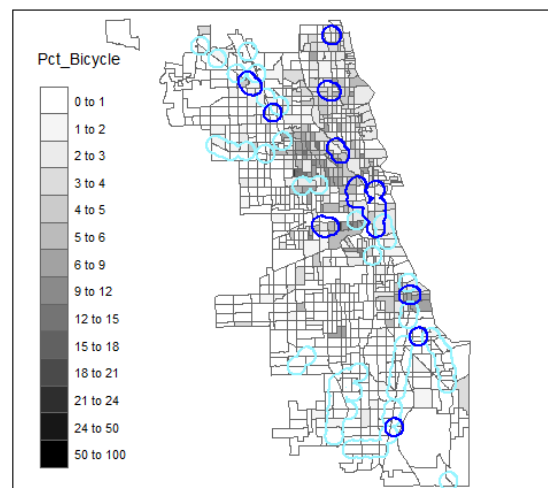 Pct_Bicycle
0 to 1
1 to 2
2 to 3
3 to 4
4 to 5
5 to 6
6 to 9
9 to 12
12 to 15
15 to 18
18 to 21
21 to 24
24 to 50
50 to 100